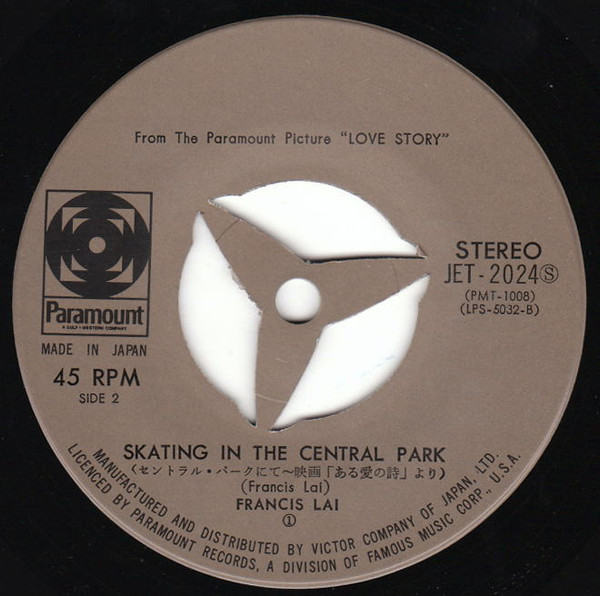 From The Paramount Picture "LOVE STORY"
Paramount
A GULF+WESTERN COMPANY
STEREO
JET-2024Ⓢ
(PMT-1008)
(LPS-5032-B)
MADE IN JAPAN
45 RPM
SIDE 2
SKATING IN THE CENTRAL PARK
(セントラル・パークにて〜映画「ある愛の詩」より)
(Francis Lai)
FRANCIS LAI
①
MANUFACTURED AND DISTRIBUTED BY VICTOR COMPANY OF JAPAN, LTD.
LICENCED BY PARAMOUNT RECORDS, A DIVISION OF FAMOUS MUSIC CORP., U.S.A.